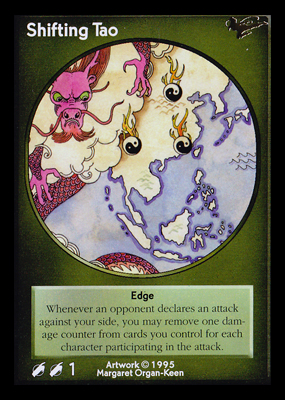 Shifting Tao
Edge
Whenever an opponent declares an attack
against your side, you may remove one dam-
age counter from cards you control for each
character participating in the attack.
1
Artwork © 1995
Margaret Organ-Kean